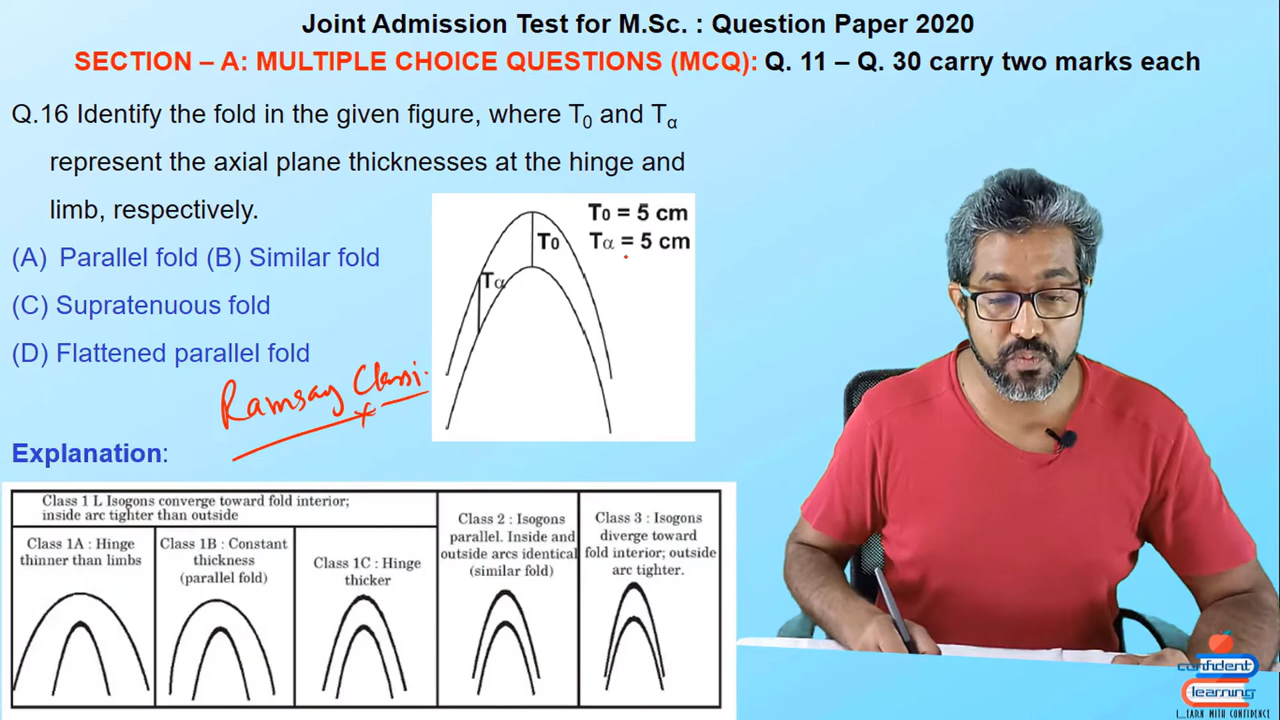 Joint Admission Test for M.Sc. : Question Paper 2020
SECTION – A: MULTIPLE CHOICE QUESTIONS (MCQ): Q. 11 – Q. 30 carry two marks each
Q.16 Identify the fold in the given figure, where T₀ and Tα
represent the axial plane thicknesses at the hinge and
limb, respectively.
(A) Parallel fold (B) Similar fold
(C) Supratenuous fold
(D) Flattened parallel fold
T₀ = 5 cm
Tα = 5 cm
T₀
Tα
Ramsay Classi.
Explanation:
Class 1 L Isogons converge toward fold interior;
inside arc tighter than outside
Class 1A : Hinge
thinner than limbs
Class 1B : Constant
thickness
(parallel fold)
Class 1C : Hinge
thicker
Class 2 : Isogons
parallel. Inside and
outside arcs identical
(similar fold)
Class 3 : Isogons
diverge toward
fold interior; outside
arc tighter.
confident
learning
L...EARN WITH CONFIDENCE